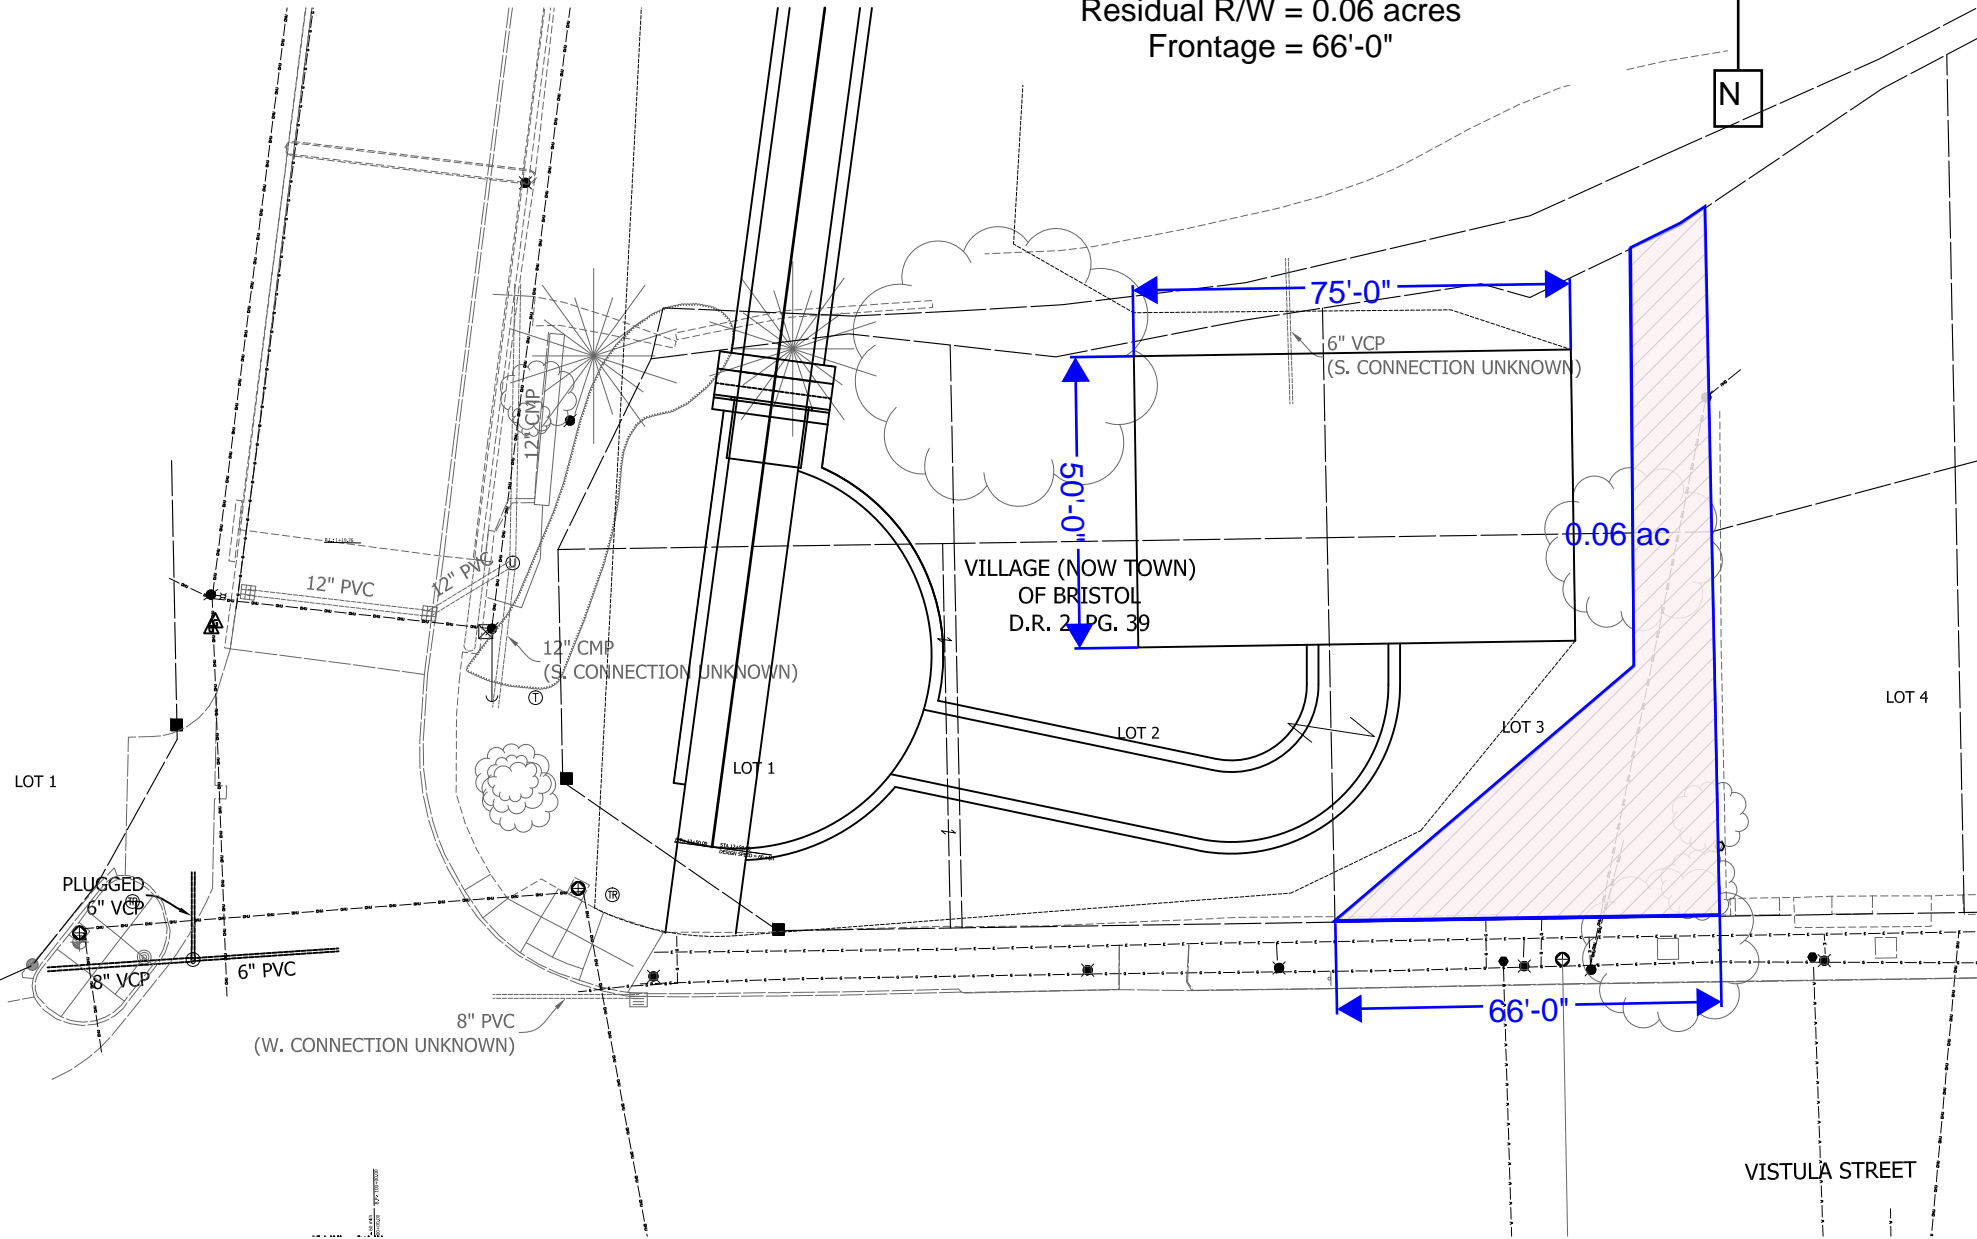 Residual R/W = 0.06 acres
Frontage = 66'-0"
N
75'-0"
6" VCP
(S. CONNECTION UNKNOWN)
12" CMP
50'-0"
0.06 ac
VILLAGE (NOW TOWN)
OF BRISTOL
D.R. 2, PG. 39
12" PVC
12" PVC
U
12" CMP
(S. CONNECTION UNKNOWN)
T
LOT 4
LOT 3
LOT 2
LOT 1
LOT 1
PLUGGED
6" VCP
TR
8" VCP
6" PVC
66'-0"
8" PVC
(W. CONNECTION UNKNOWN)
VISTULA STREET